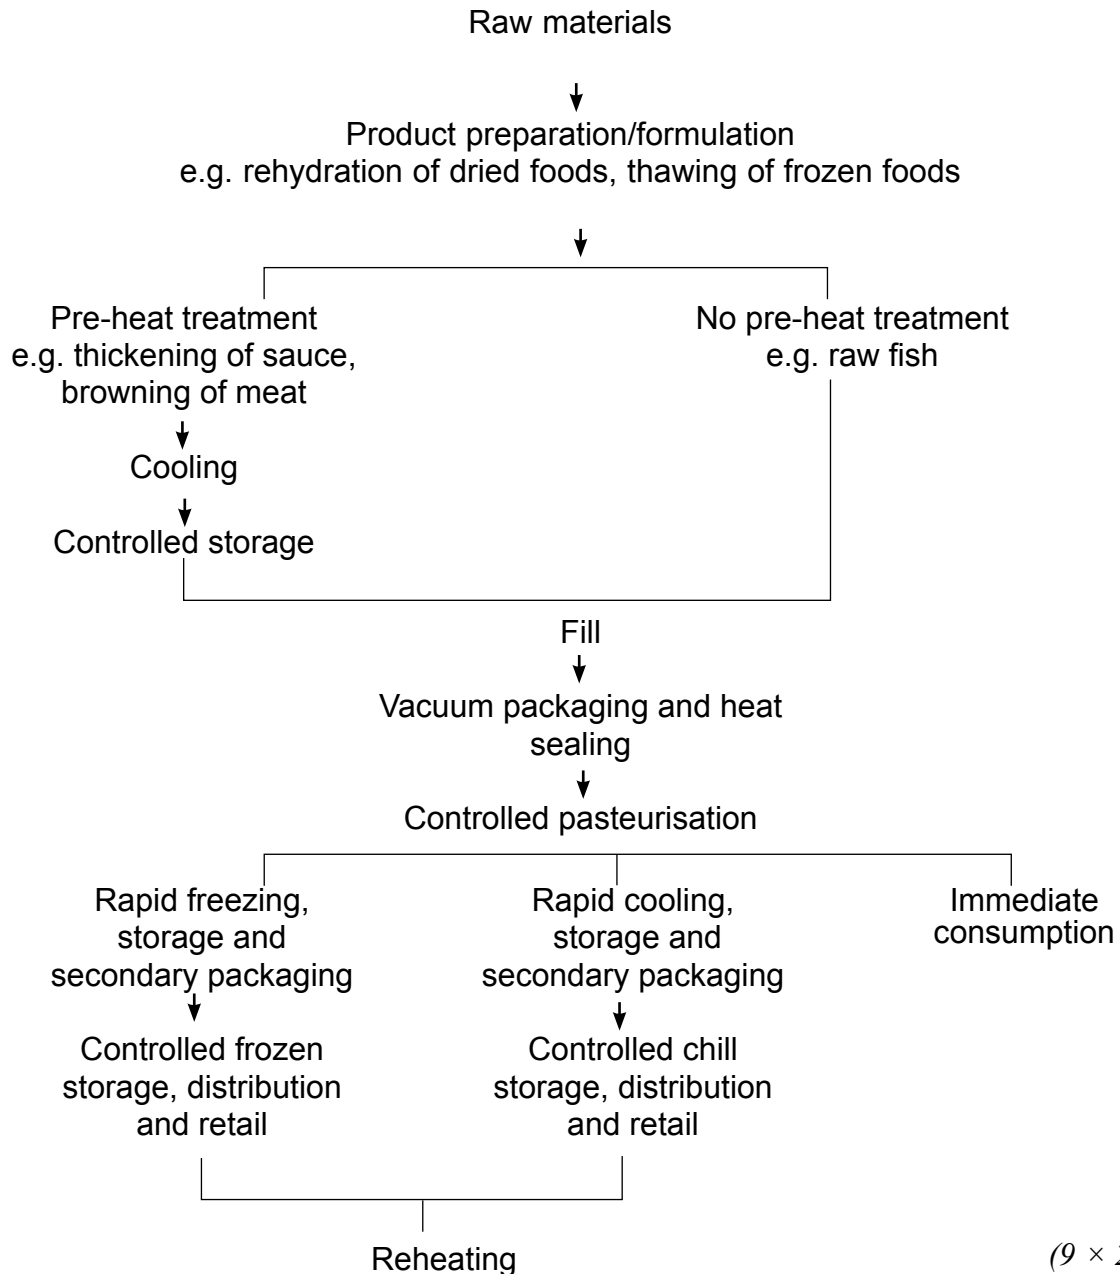 Raw materials
Product preparation/formulation
e.g. rehydration of dried foods, thawing of frozen foods
Pre-heat treatment
e.g. thickening of sauce,
browning of meat
No pre-heat treatment
e.g. raw fish
Cooling
Controlled storage
Fill
Vacuum packaging and heat
sealing
Controlled pasteurisation
Rapid freezing,
storage and
secondary packaging
Rapid cooling,
storage and
secondary packaging
Immediate
consumption
Controlled frozen
storage, distribution
and retail
Controlled chill
storage, distribution
and retail
Reheating
(9 ×